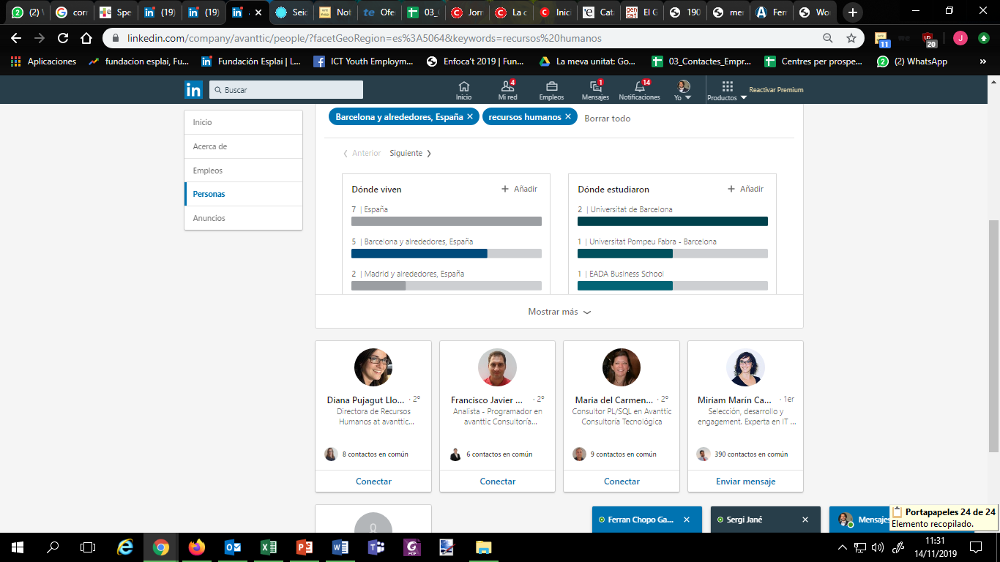 (2) \
corr
Spe
(19)
(19)
Seic
Not
Ofe
03_
Jorr
La c
Inici
Cat
El G
190
mer
Ferr
Wo
linkedin.com/company/avanttic/people/?facetGeoRegion=es%3A5064&keywords=recursos%20humanos
11
20
J
Aplicaciones
fundacion esplai, Fu...
Fundación Esplai | L...
ICT Youth Employm...
Enfoca't 2019 | Fun...
La meva unitat: Go...
03_Contactes_Empr...
Centres per prospe...
(2) WhatsApp
»
in
Buscar
Inicio
4
Mi red
Empleos
1
Mensajes
14
Notificaciones
Yo
Productos
Reactivar Premium
Inicio
Acerca de
Empleos
Personas
Anuncios
Barcelona y alrededores, España ×
recursos humanos ×
Borrar todo
Anterior
Siguiente
Dónde viven
+ Añadir
7 | España
5 | Barcelona y alrededores, España
2 | Madrid y alrededores, España
Dónde estudiaron
+ Añadir
2 | Universitat de Barcelona
1 | Universitat Pompeu Fabra - Barcelona
1 | EADA Business School
Mostrar más
Diana Pujagut Llo... · 2º
Directora de Recursos
Humanos at avanttic...
8 contactos en común
Conectar
Francisco Javier ... · 2º
Analista - Programador en
avanttic Consultoría...
6 contactos en común
Conectar
Maria del Carmen... · 2º
Consultor PL/SQL en Avanttic
Consultoría Tecnológica
9 contactos en común
Conectar
Miriam Marín Ca... · 1er
Selección, desarrollo y
engagement. Experta en IT ...
390 contactos en común
Enviar mensaje
Ferran Chopo Ga... ×
Sergi Jané ×
Mensajes
Portapapeles 24 de 24
Elemento recopilado.
11:31
14/11/2019